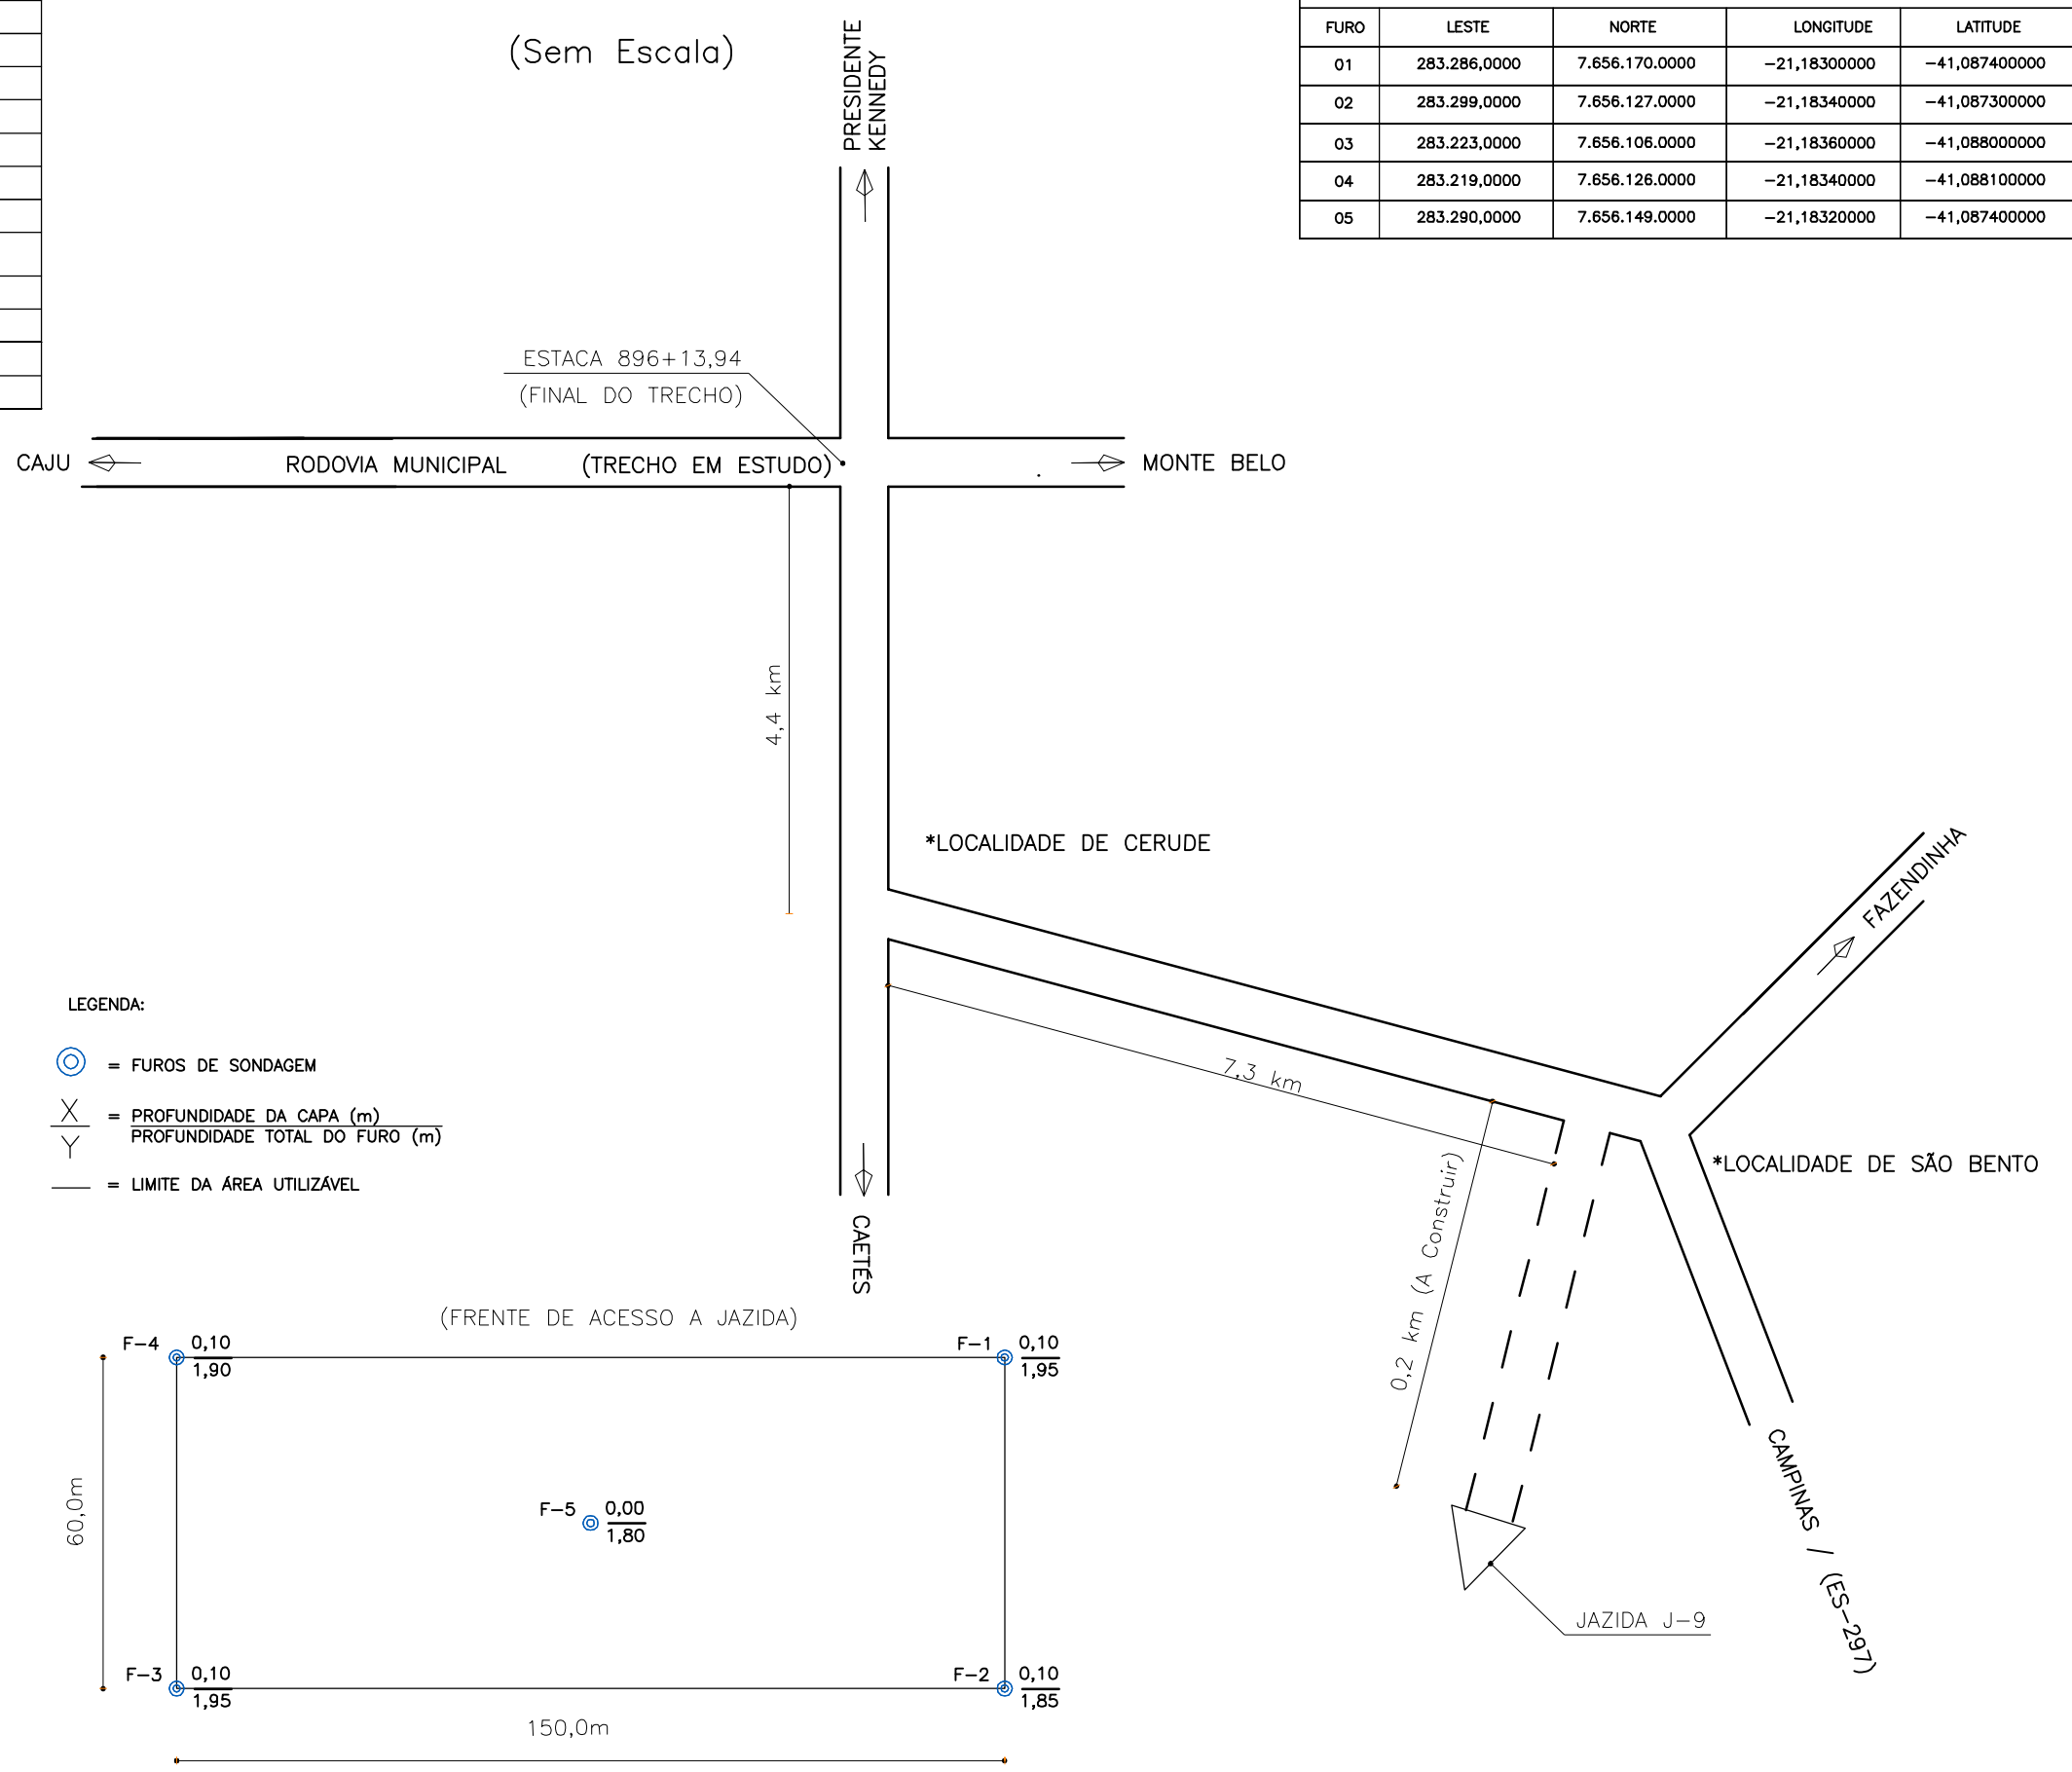 (Sem Escala)
PRESIDENTE
KENNEDY
FURO LESTE NORTE LONGITUDE LATITUDE
01 283.286,0000 7.656.170.0000 −21,18300000 −41,087400000
02 283.299,0000 7.656.127.0000 −21,18340000 −41,087300000
03 283.223,0000 7.656.106.0000 −21,18360000 −41,088000000
04 283.219,0000 7.656.126.0000 −21,18340000 −41,088100000
05 283.290,0000 7.656.149.0000 −21,18320000 −41,087400000
ESTACA 896+13,94
(FINAL DO TRECHO)
CAJU
RODOVIA MUNICIPAL (TRECHO EM ESTUDO)
MONTE BELO
4,4 km
*LOCALIDADE DE CERUDE
FAZENDINHA
7,3 km
*LOCALIDADE DE SÃO BENTO
0,2 km (A Construir)
CAETÉS
CAMPINAS / (ES−297)
JAZIDA J−9
LEGENDA:
= FUROS DE SONDAGEM
X = PROFUNDIDADE DA CAPA (m)
Y PROFUNDIDADE TOTAL DO FURO (m)
= LIMITE DA ÁREA UTILIZÁVEL
(FRENTE DE ACESSO A JAZIDA)
F−4 0,10
1,90
F−1 0,10
1,95
60,0m
F−5 0,00
1,80
F−3 0,10
1,95
F−2 0,10
1,85
150,0m